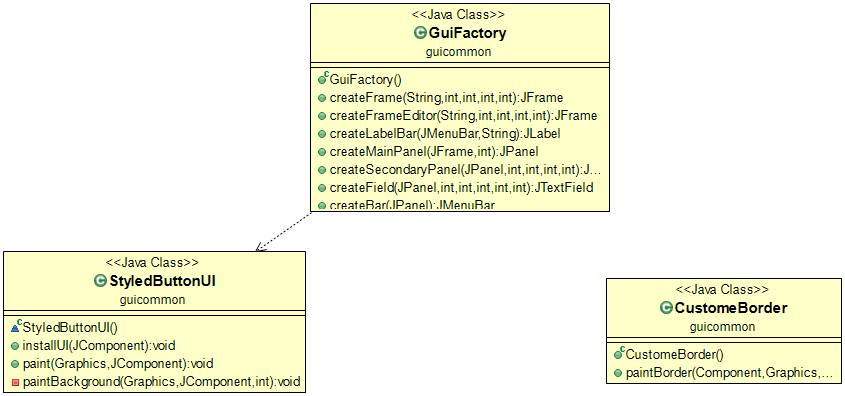 <<Java Class>>
GuiFactory
guicommon
GuiFactory()
createFrame(String,int,int,int,int):JFrame
createFrameEditor(String,int,int,int,int):JFrame
createLabelBar(JMenuBar,String):JLabel
createMainPanel(JFrame,int):JPanel
createSecondaryPanel(JPanel,int,int,int,int):J...
createField(JPanel,int,int,int,int,int):JTextField
createBar(JPanel):JMenuBar
<<Java Class>>
StyledButtonUI
guicommon
StyledButtonUI()
installUI(JComponent):void
paint(Graphics,JComponent):void
paintBackground(Graphics,JComponent,int):void
<<Java Class>>
CustomeBorder
guicommon
CustomeBorder()
paintBorder(Component,Graphics,...